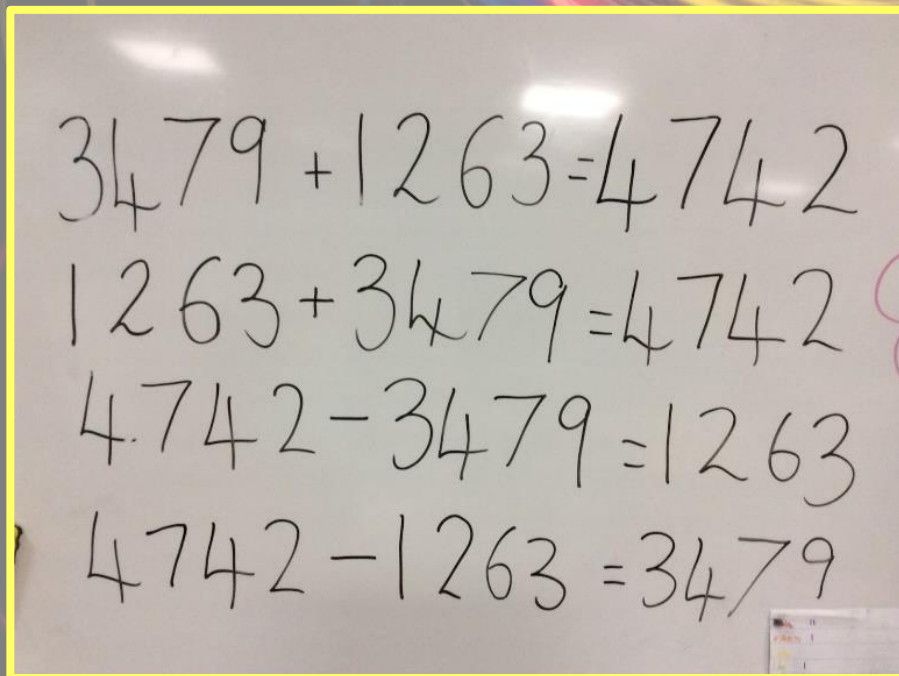 3479 + 1263 = 4742
1263 + 3479 = 4742
4742 - 3479 = 1263
4742 - 1263 = 3479